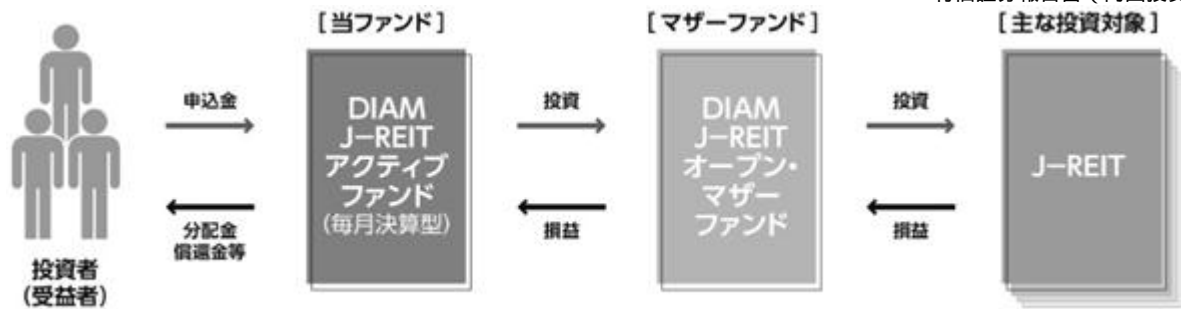 [当ファンド]
[マザーファンド]
[主な投資対象]
申込金
分配金
償還金等
投資者
(受益者)
DIAM
J-REIT
アクティブ
ファンド
(毎月決算型)
投資
損益
DIAM
J-REIT
オープン・
マザー
ファンド
投資
損益
J-REIT